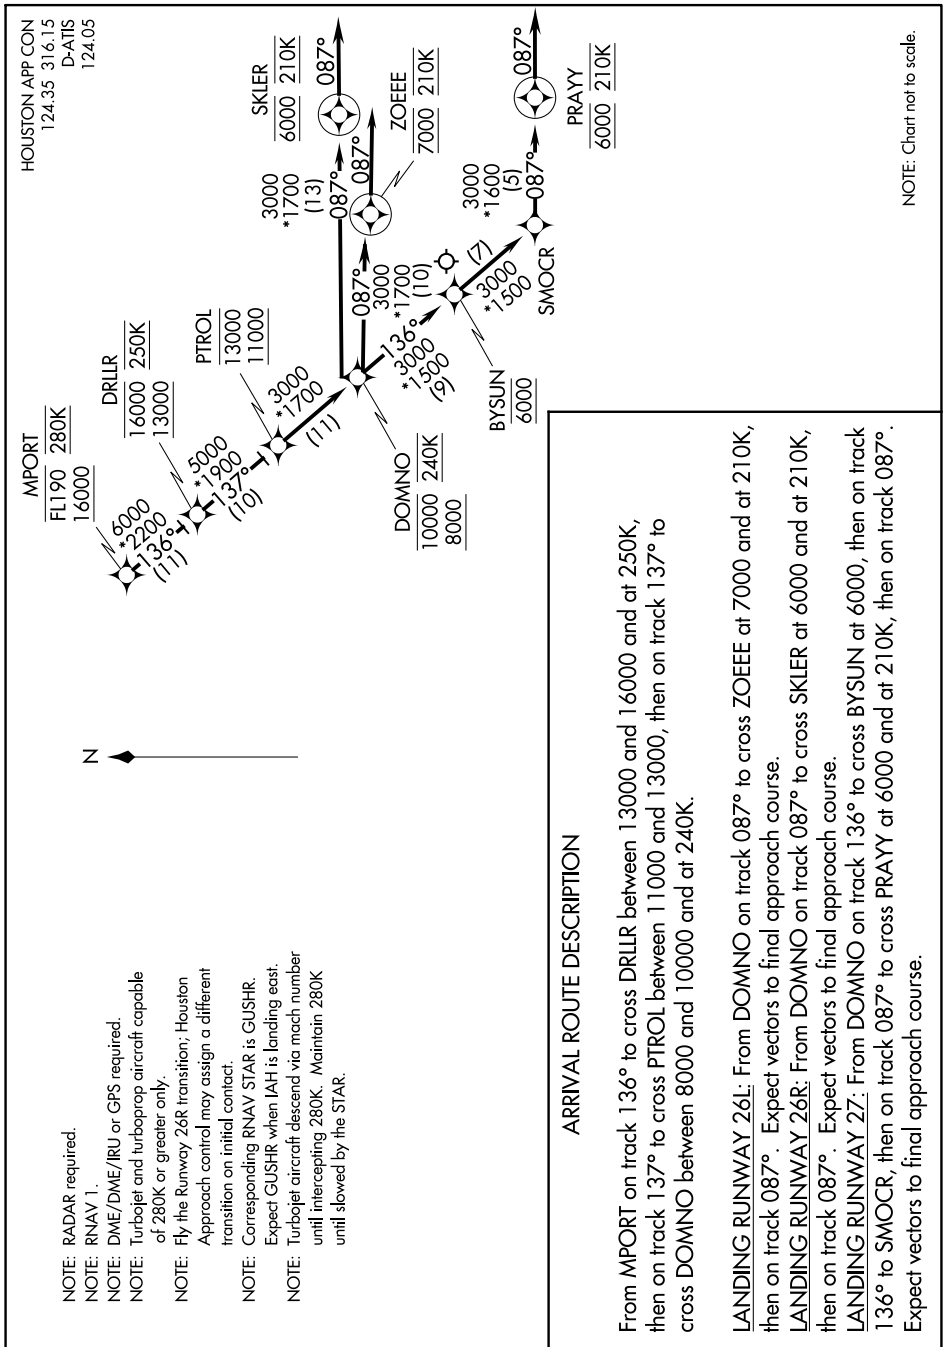 HOUSTON APP CON
124.35 316.15
D-ATIS
124.05
MPORT
FL190 280K
16000
6000
*2200
136°
(11)
DRLLR
16000 250K
13000
5000
*1900
137°
(10)
PTROL
13000
11000
3000
*1700
(11)
DOMNO
10000 240K
8000
3000
*1700
(13)
087°
SKLER
6000 210K
087°
087°
3000
*1700
(10)
ZOEEE
7000 210K
087°
136°
3000
*1500
(9)
BYSUN
6000
(7)
3000
*1500
SMOCR
3000
*1600
(5)
087°
PRAYY
6000 210K
087°
N
NOTE: Chart not to scale.
NOTE: RADAR required.
NOTE: RNAV 1.
NOTE: DME/DME/IRU or GPS required.
NOTE: Turbojet and turboprop aircraft capable
of 280K or greater only.
NOTE: Fly the Runway 26R transition; Houston
Approach control may assign a different
transition on initial contact.
NOTE: Corresponding RNAV STAR is GUSHR.
Expect GUSHR when IAH is landing east.
NOTE: Turbojet aircraft descend via mach number
until intercepting 280K. Maintain 280K
until slowed by the STAR.
ARRIVAL ROUTE DESCRIPTION
From MPORT on track 136° to cross DRLLR between 13000 and 16000 and at 250K,
then on track 137° to cross PTROL between 11000 and 13000, then on track 137° to
cross DOMNO between 8000 and 10000 and at 240K.
LANDING RUNWAY 26L: From DOMNO on track 087° to cross ZOEEE at 7000 and at 210K,
then on track 087°. Expect vectors to final approach course.
LANDING RUNWAY 26R: From DOMNO on track 087° to cross SKLER at 6000 and at 210K,
then on track 087°. Expect vectors to final approach course.
LANDING RUNWAY 27: From DOMNO on track 136° to cross BYSUN at 6000, then on track
136° to SMOCR, then on track 087° to cross PRAYY at 6000 and at 210K, then on track 087°.
Expect vectors to final approach course.